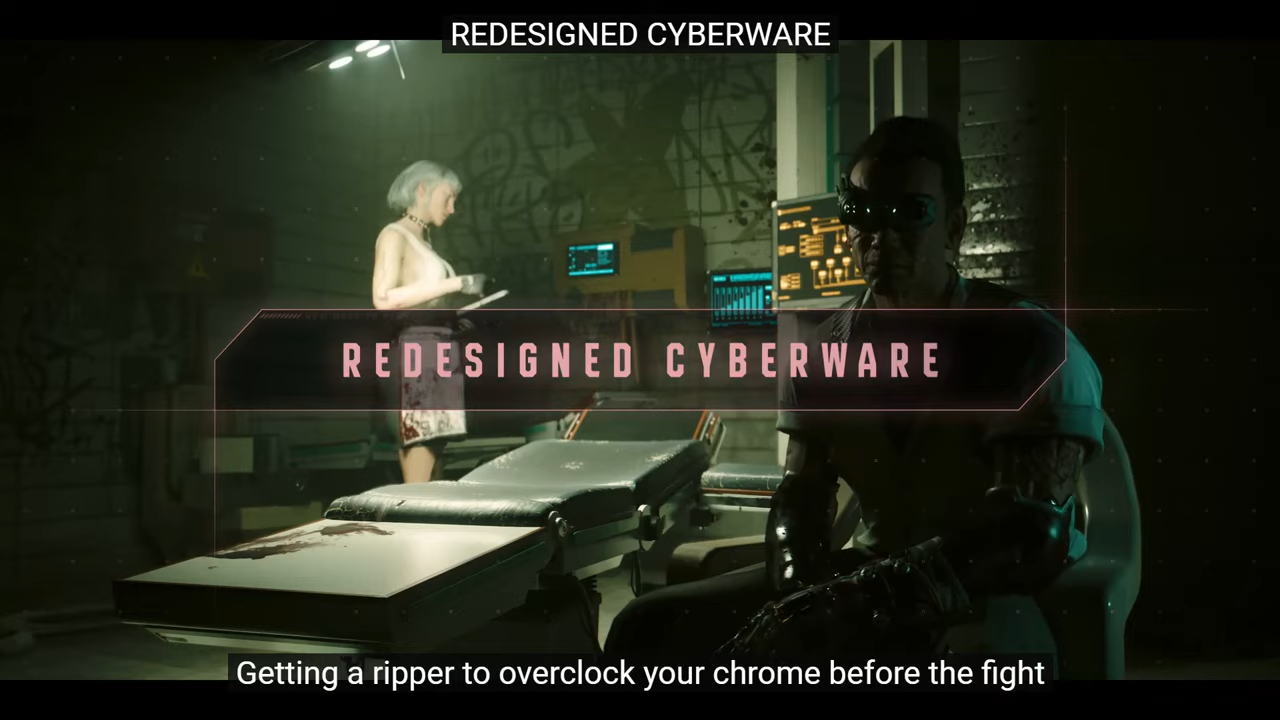 REDESIGNED CYBERWARE
REDESIGNED CYBERWARE
Getting a ripper to overclock your chrome before the fight